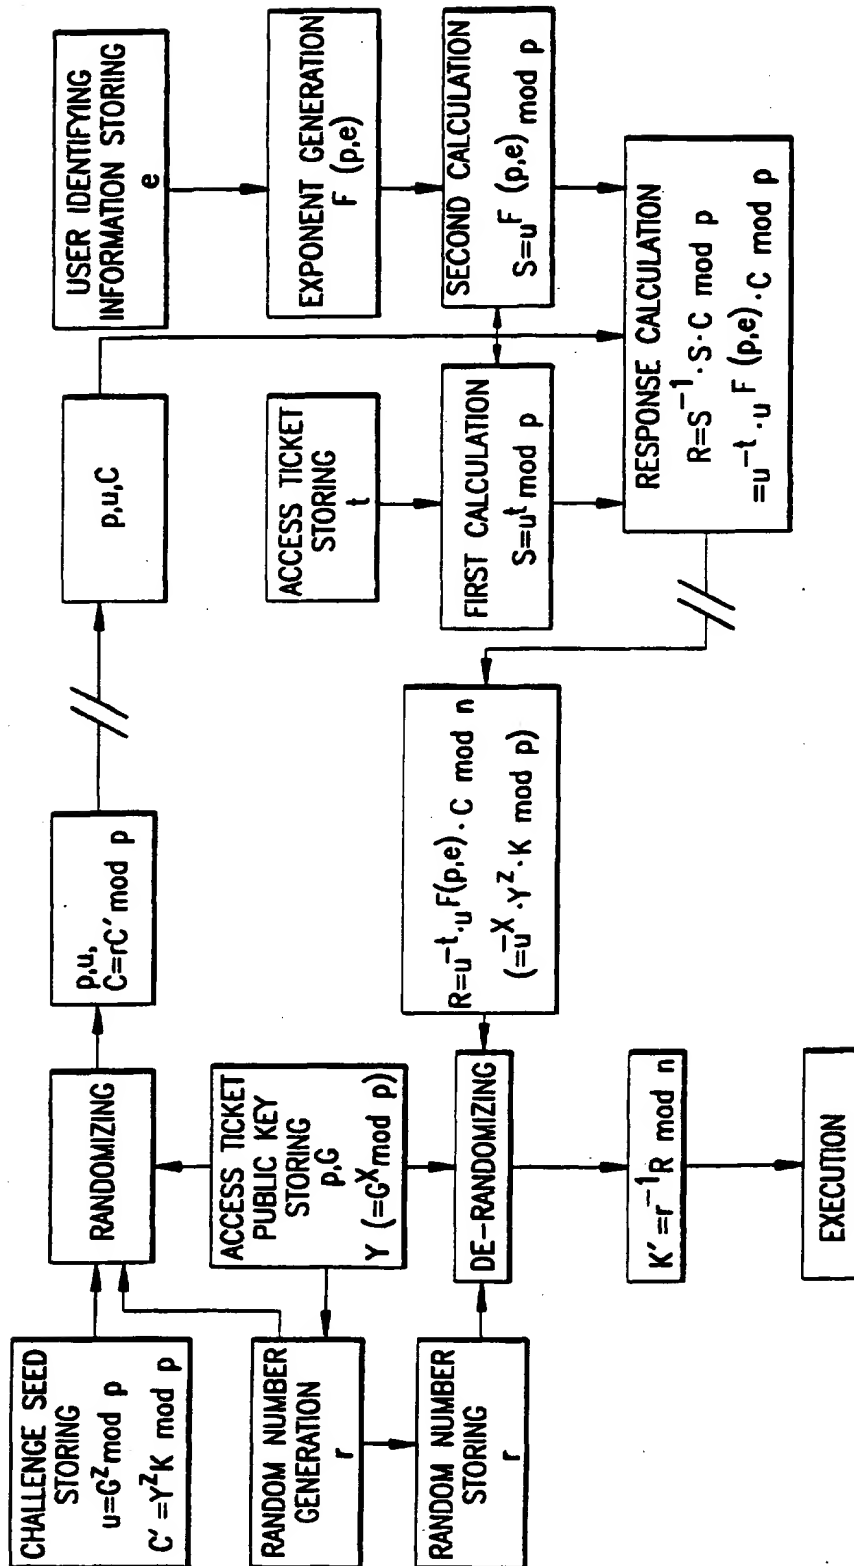 CHALLENGE SEED
STORING
u=G^z mod p
C′=Y^z K mod p
RANDOMIZING
p,u,
C=rC′ mod p
p,u,C
USER IDENTIFYING
INFORMATION STORING
e
RANDOM NUMBER
GENERATION
r
ACCESS TICKET
PUBLIC KEY
STORING
p,G
Y (=G^X mod p)
ACCESS TICKET
STORING
t
EXPONENT GENERATION
F (p,e)
RANDOM NUMBER
STORING
r
DE-RANDOMIZING
R=u^-t·u^F(p,e)·C mod n
(=u^-X·Y^z·K mod p)
FIRST CALCULATION
S=u^t mod p
SECOND CALCULATION
S=u^F (p,e) mod p
K′=r^-1 R mod n
RESPONSE CALCULATION
R=S^-1·S·C mod p
=u^-t·u^F (p,e)·C mod p
EXECUTION